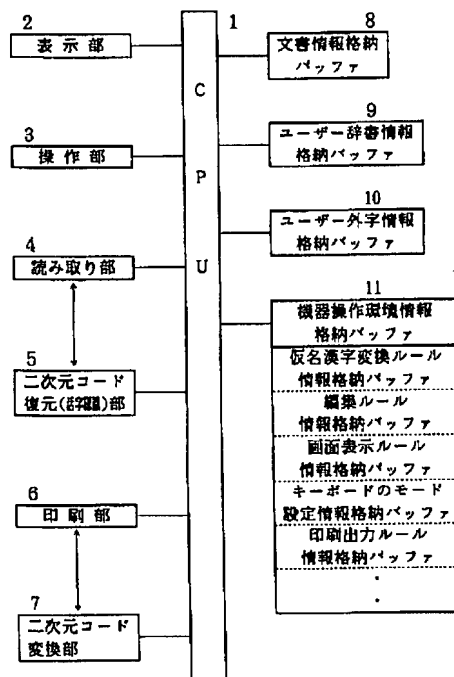 2
表示部
3
操作部
4
読み取り部
5
二次元コード
復元(字認識)部
6
印刷部
7
二次元コード
変換部
1
C
P
U
8
文書情報格納
バッファ
9
ユーザー辞書情報
格納バッファ
10
ユーザー外字情報
格納バッファ
11
機器操作環境情報
格納バッファ
仮名漢字変換ルール
情報格納バッファ
編集ルール
情報格納バッファ
画面表示ルール
情報格納バッファ
キーボードのモード
設定情報格納バッファ
印刷出力ルール
情報格納バッファ
・
・